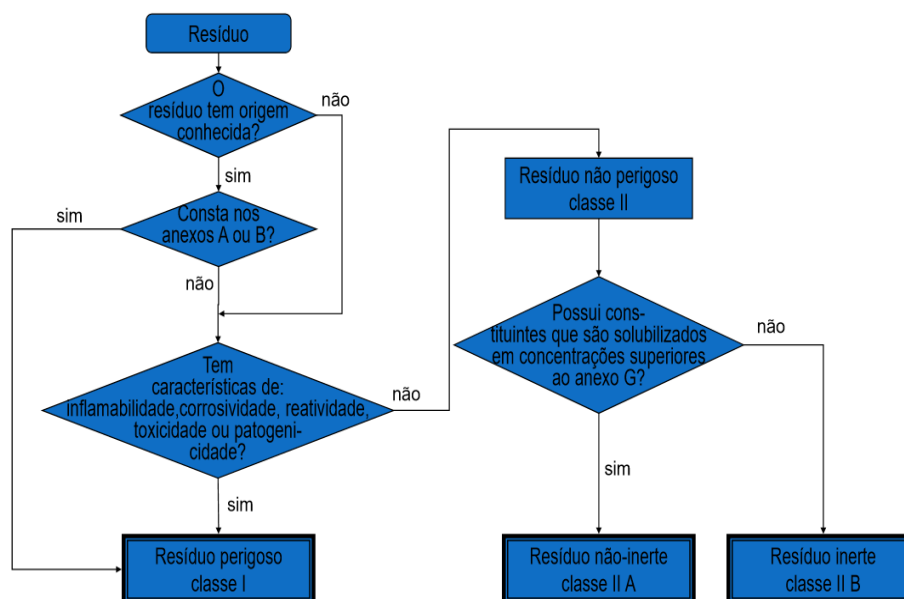 Resíduo
O
resíduo tem origem
conhecida?
não
sim
Consta nos
anexos A ou B?
sim
não
Tem
características de:
inflamabilidade,corrosividade, reatividade,
toxicidade ou patogeni-
cidade?
não
sim
Resíduo perigoso
classe I
Resíduo não perigoso
classe II
Possui cons-
tituintes que são solubilizados
em concentrações superiores
ao anexo G?
não
sim
Resíduo não-inerte
classe II A
Resíduo inerte
classe II B